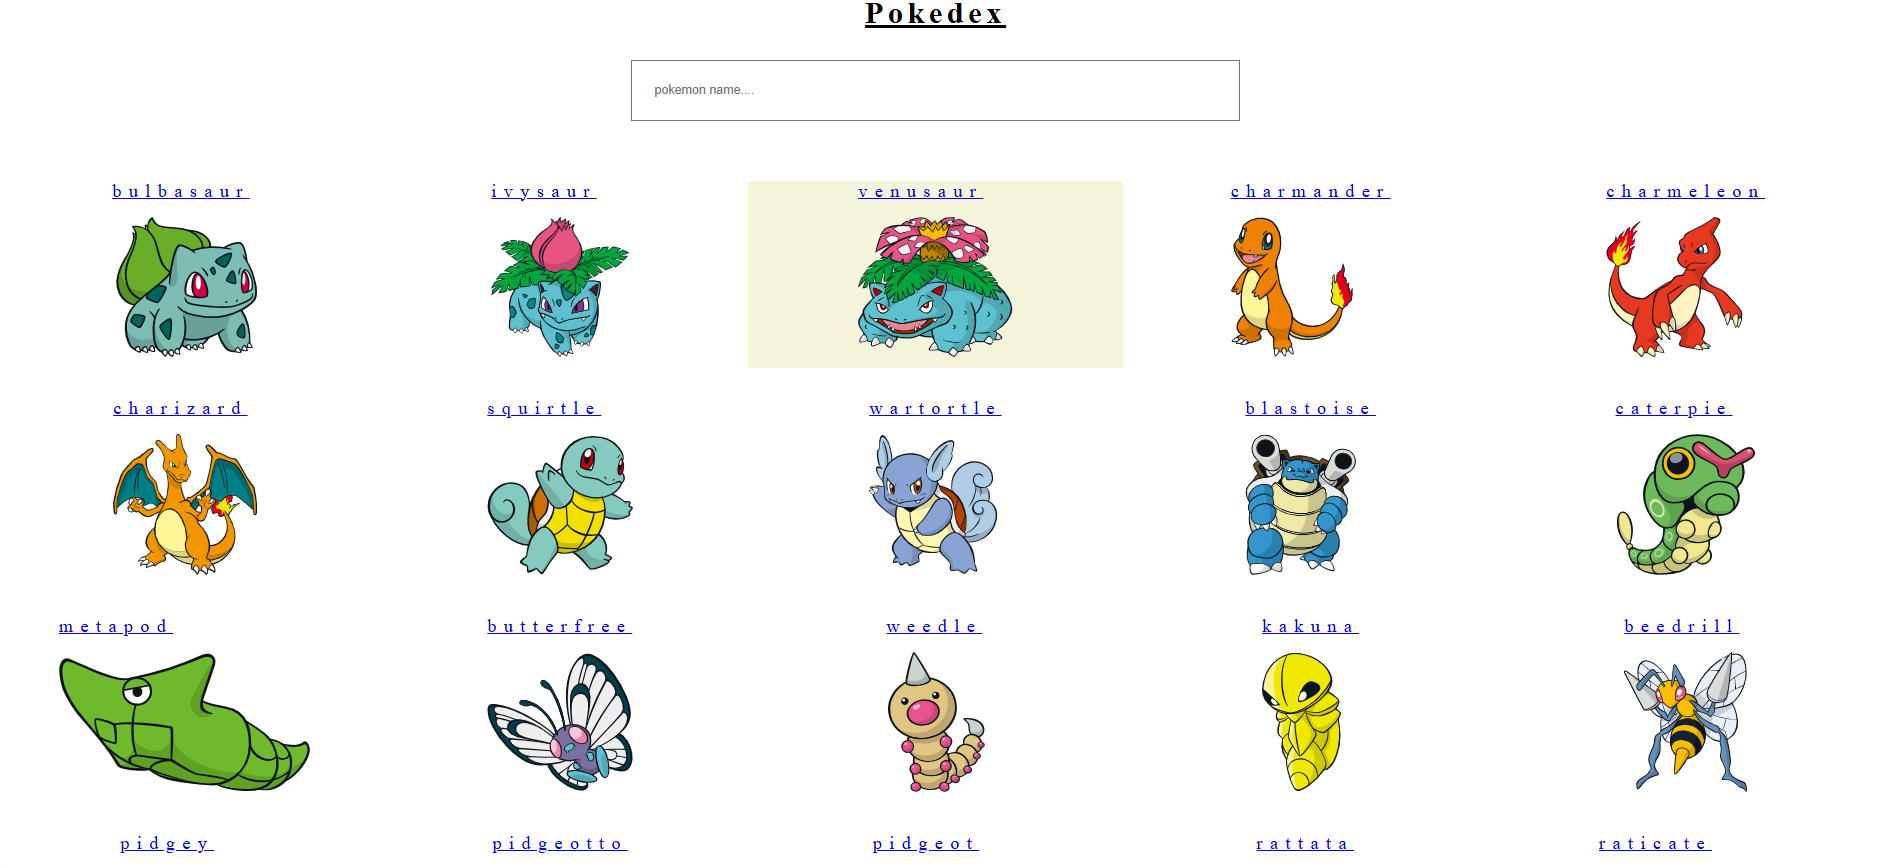 Pokedex
pokemon name....
bulbasaur ivysaur venusaur charmander charmeleon
charizard squirtle wartortle blastoise caterpie
metapod butterfree weedle kakuna beedrill
pidgey pidgeotto pidgeot rattata raticate